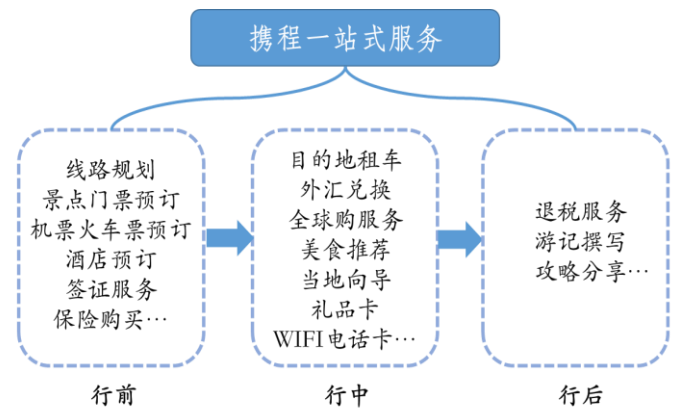 携程一站式服务
线路规划
景点门票预订
机票火车票预订
酒店预订
签证服务
保险购买…
行前
目的地租车
外汇兑换
全球购服务
美食推荐
当地向导
礼品卡
WIFI电话卡…
行中
退税服务
游记撰写
攻略分享…
行后